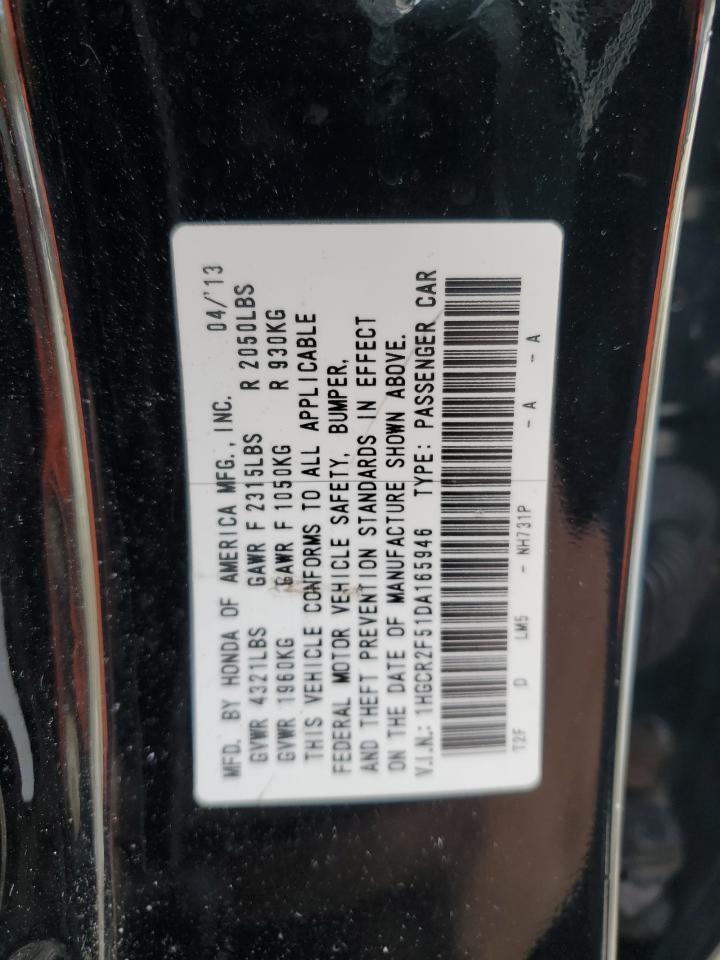 MFD. BY HONDA OF AMERICA MFG., INC. 04/'13
GVWR 4321LBS GAWR F 2315LBS R 2050LBS
GVWR 1960KG GAWR F 1050KG R 930KG
THIS VEHICLE CONFORMS TO ALL APPLICABLE
FEDERAL MOTOR VEHICLE SAFETY, BUMPER,
AND THEFT PREVENTION STANDARDS IN EFFECT
ON THE DATE OF MANUFACTURE SHOWN ABOVE.
V.I.N.: 1HGCR2F51DA165946 TYPE: PASSENGER CAR
T2F D LM5 - NH731P - A - A